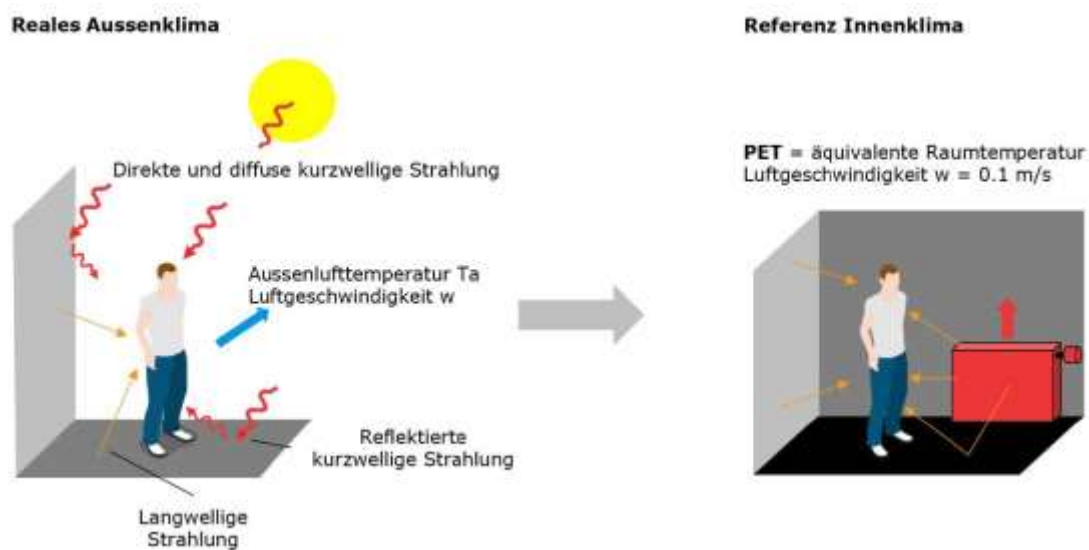 Reales Aussenklima
Direkte und diffuse kurzwellige Strahlung
Aussenlufttemperatur Ta
Luftgeschwindigkeit w
Reflektierte
kurzwellige Strahlung
Langwellige
Strahlung
Referenz Innenklima
PET = äquivalente Raumtemperatur
Luftgeschwindigkeit w = 0.1 m/s